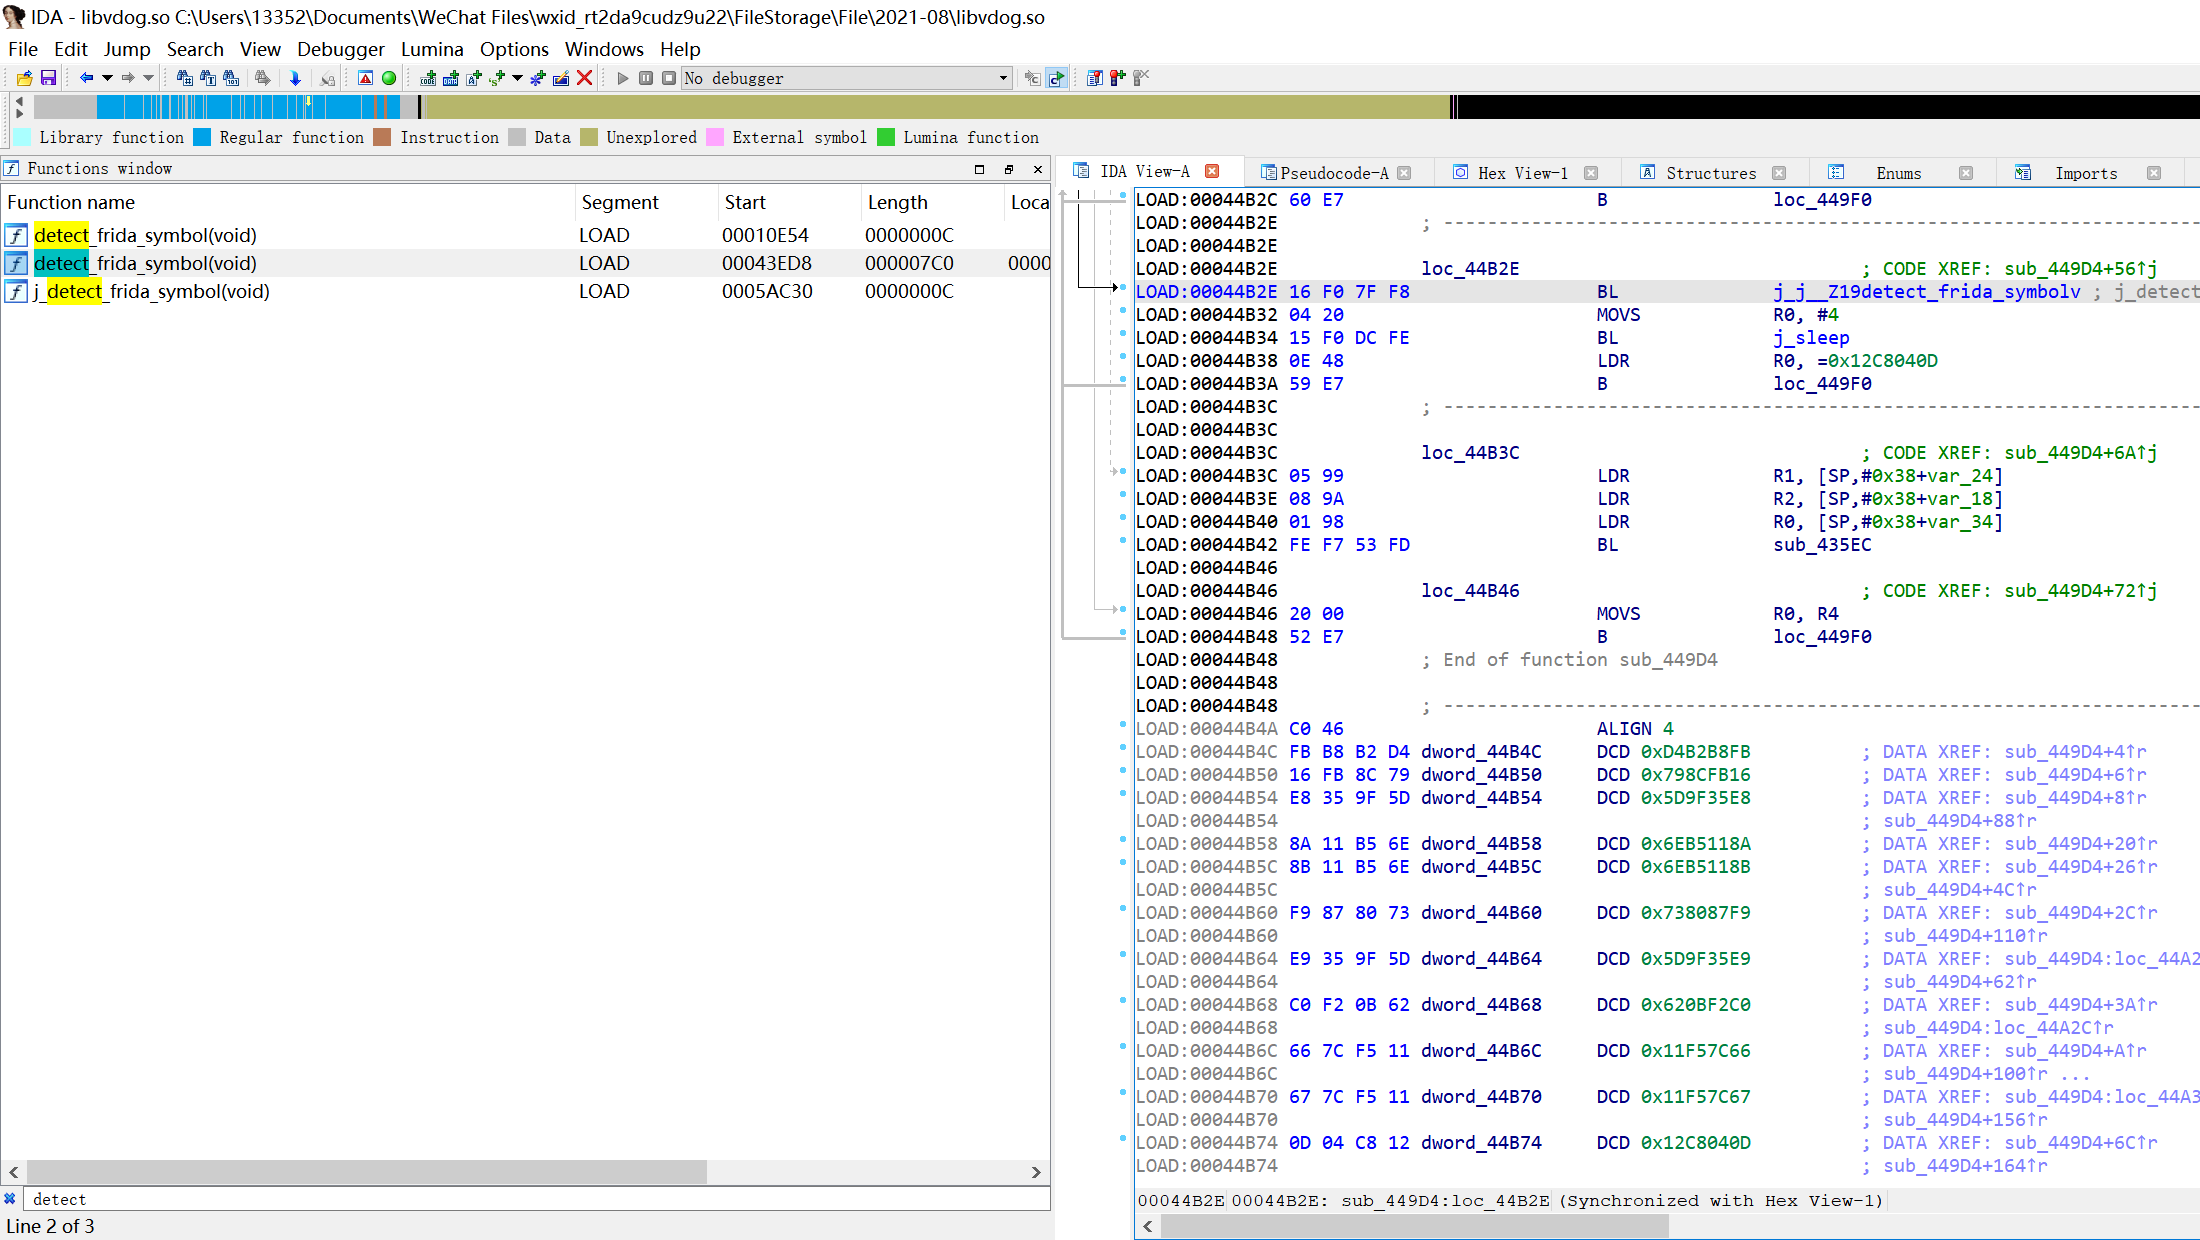 IDA - libvdog.so C:\Users\13352\Documents\WeChat Files\wxid_rt2da9cudz9u22\FileStorage\File\2021-08\libvdog.so
File Edit Jump Search View Debugger Lumina Options Windows Help
No debugger
Library function Regular function Instruction Data Unexplored External symbol Lumina function
Functions window
Function name Segment Start Length Loca
detect_frida_symbol(void) LOAD 00010E54 0000000C
detect_frida_symbol(void) LOAD 00043ED8 000007C0 0000
j_detect_frida_symbol(void) LOAD 0005AC30 0000000C
detect
Line 2 of 3
IDA View-A Pseudocode-A Hex View-1 Structures Enums Imports
LOAD:00044B2C 60 E7 B loc_449F0
LOAD:00044B2E ; ---------------------------------------------------------------------
LOAD:00044B2E
LOAD:00044B2E loc_44B2E ; CODE XREF: sub_449D4+56↑j
LOAD:00044B2E 16 F0 7F F8 BL j_j__Z19detect_frida_symbolv ; j_detect
LOAD:00044B32 04 20 MOVS R0, #4
LOAD:00044B34 15 F0 DC FE BL j_sleep
LOAD:00044B38 0E 48 LDR R0, =0x12C8040D
LOAD:00044B3A 59 E7 B loc_449F0
LOAD:00044B3C ; ---------------------------------------------------------------------
LOAD:00044B3C
LOAD:00044B3C loc_44B3C ; CODE XREF: sub_449D4+6A↑j
LOAD:00044B3C 05 99 LDR R1, [SP,#0x38+var_24]
LOAD:00044B3E 08 9A LDR R2, [SP,#0x38+var_18]
LOAD:00044B40 01 98 LDR R0, [SP,#0x38+var_34]
LOAD:00044B42 FE F7 53 FD BL sub_435EC
LOAD:00044B46
LOAD:00044B46 loc_44B46 ; CODE XREF: sub_449D4+72↑j
LOAD:00044B46 20 00 MOVS R0, R4
LOAD:00044B48 52 E7 B loc_449F0
LOAD:00044B48 ; End of function sub_449D4
LOAD:00044B48
LOAD:00044B48 ; ---------------------------------------------------------------------
LOAD:00044B4A C0 46 ALIGN 4
LOAD:00044B4C FB B8 B2 D4 dword_44B4C DCD 0xD4B2B8FB ; DATA XREF: sub_449D4+4↑r
LOAD:00044B50 16 FB 8C 79 dword_44B50 DCD 0x798CFB16 ; DATA XREF: sub_449D4+6↑r
LOAD:00044B54 E8 35 9F 5D dword_44B54 DCD 0x5D9F35E8 ; DATA XREF: sub_449D4+8↑r
LOAD:00044B54 ; sub_449D4+88↑r
LOAD:00044B58 8A 11 B5 6E dword_44B58 DCD 0x6EB5118A ; DATA XREF: sub_449D4+20↑r
LOAD:00044B5C 8B 11 B5 6E dword_44B5C DCD 0x6EB5118B ; DATA XREF: sub_449D4+26↑r
LOAD:00044B5C ; sub_449D4+4C↑r
LOAD:00044B60 F9 87 80 73 dword_44B60 DCD 0x738087F9 ; DATA XREF: sub_449D4+2C↑r
LOAD:00044B60 ; sub_449D4+110↑r
LOAD:00044B64 E9 35 9F 5D dword_44B64 DCD 0x5D9F35E9 ; DATA XREF: sub_449D4:loc_44A2
LOAD:00044B64 ; sub_449D4+62↑r
LOAD:00044B68 C0 F2 0B 62 dword_44B68 DCD 0x620BF2C0 ; DATA XREF: sub_449D4+3A↑r
LOAD:00044B68 ; sub_449D4:loc_44A2C↑r
LOAD:00044B6C 66 7C F5 11 dword_44B6C DCD 0x11F57C66 ; DATA XREF: sub_449D4+A↑r
LOAD:00044B6C ; sub_449D4+100↑r ...
LOAD:00044B70 67 7C F5 11 dword_44B70 DCD 0x11F57C67 ; DATA XREF: sub_449D4:loc_44A3
LOAD:00044B70 ; sub_449D4+156↑r
LOAD:00044B74 0D 04 C8 12 dword_44B74 DCD 0x12C8040D ; DATA XREF: sub_449D4+6C↑r
LOAD:00044B74 ; sub_449D4+164↑r
00044B2E 00044B2E: sub_449D4:loc_44B2E (Synchronized with Hex View-1)